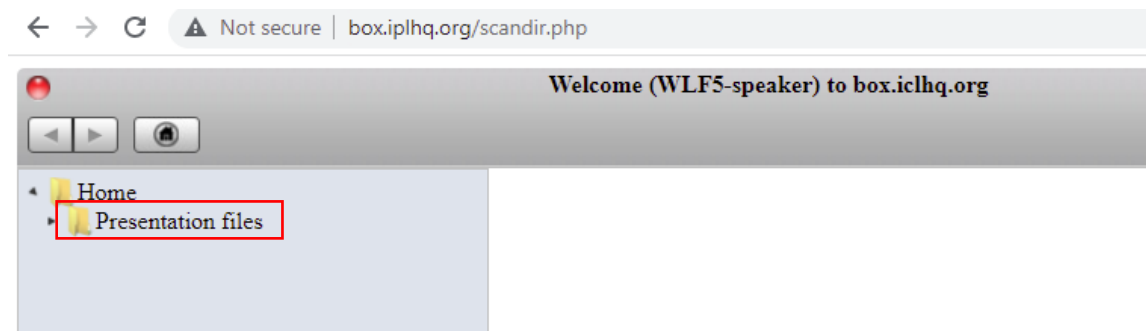 Not secure | box.iplhq.org/scandir.php
Welcome (WLF5-speaker) to box.iclhq.org
Home
Presentation files